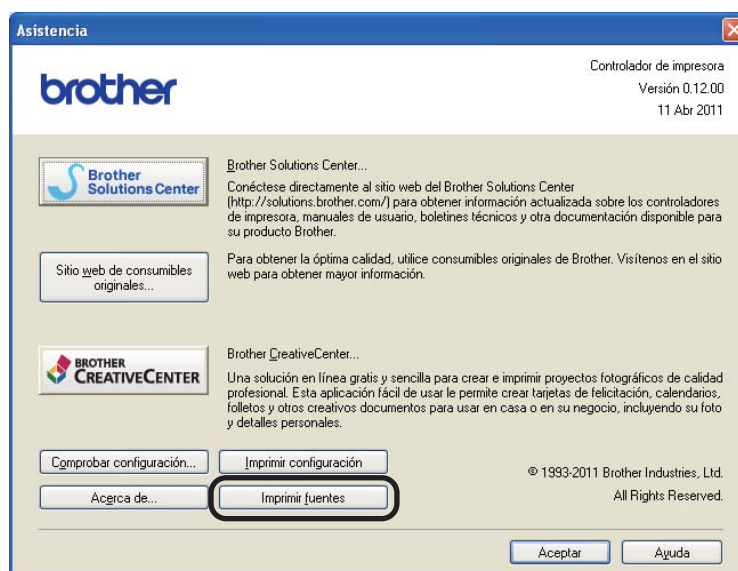 Asistencia
brother
Controlador de impresora
Versión 0.12.00
11 Abr 2011
Brother
Solutions Center
Brother Solutions Center...
Conéctese directamente al sitio web del Brother Solutions Center
(http://solutions.brother.com/) para obtener información actualizada sobre los controladores
de impresora, manuales de usuario, boletines técnicos y otra documentación disponible para
su producto Brother.
Sitio web de consumibles
originales...
Para obtener la óptima calidad, utilice consumibles originales de Brother. Visítenos en el sitio
web para obtener mayor información.
BROTHER
CREATIVECENTER
Brother CreativeCenter...
Una solución en línea gratis y sencilla para crear e imprimir proyectos fotográficos de calidad
profesional. Esta aplicación fácil de usar le permite crear tarjetas de felicitación, calendarios,
folletos y otros creativos documentos para usar en casa o en su negocio, incluyendo su foto
y detalles personales.
Comprobar configuración...
Imprimir configuración
© 1993-2011 Brother Industries, Ltd.
Acerca de...
Imprimir fuentes
All Rights Reserved.
Aceptar
Ayuda